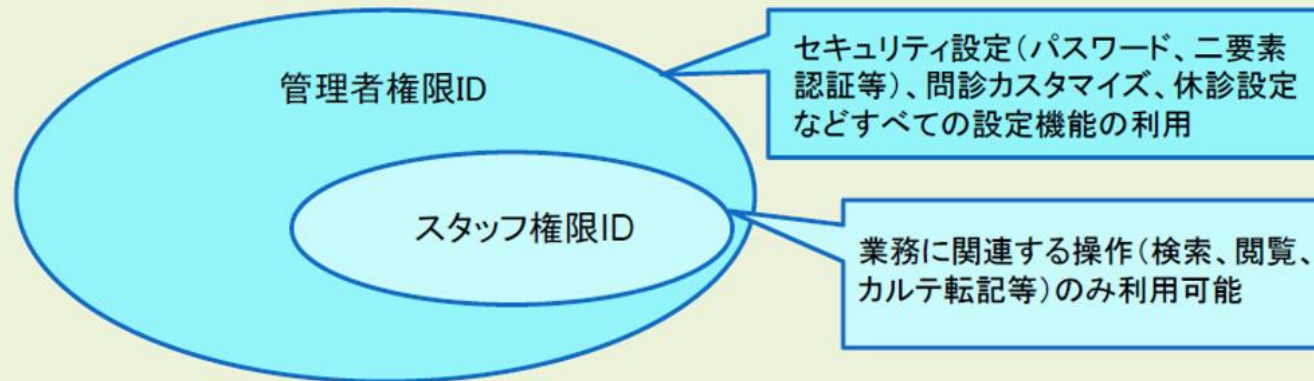 管理者権限ID
セキュリティ設定(パスワード、二要素
認証等)、問診カスタマイズ、休診設定
などすべての設定機能の利用
スタッフ権限ID
業務に関連する操作(検索、閲覧、
カルテ転記等)のみ利用可能